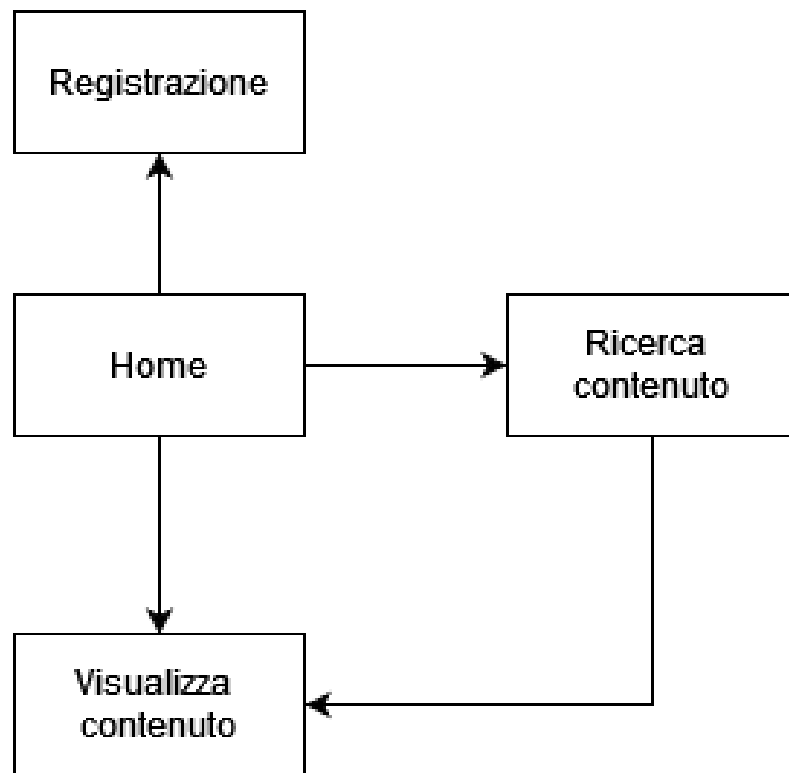 Registrazione
Home
Ricerca
contenuto
Visualizza
contenuto